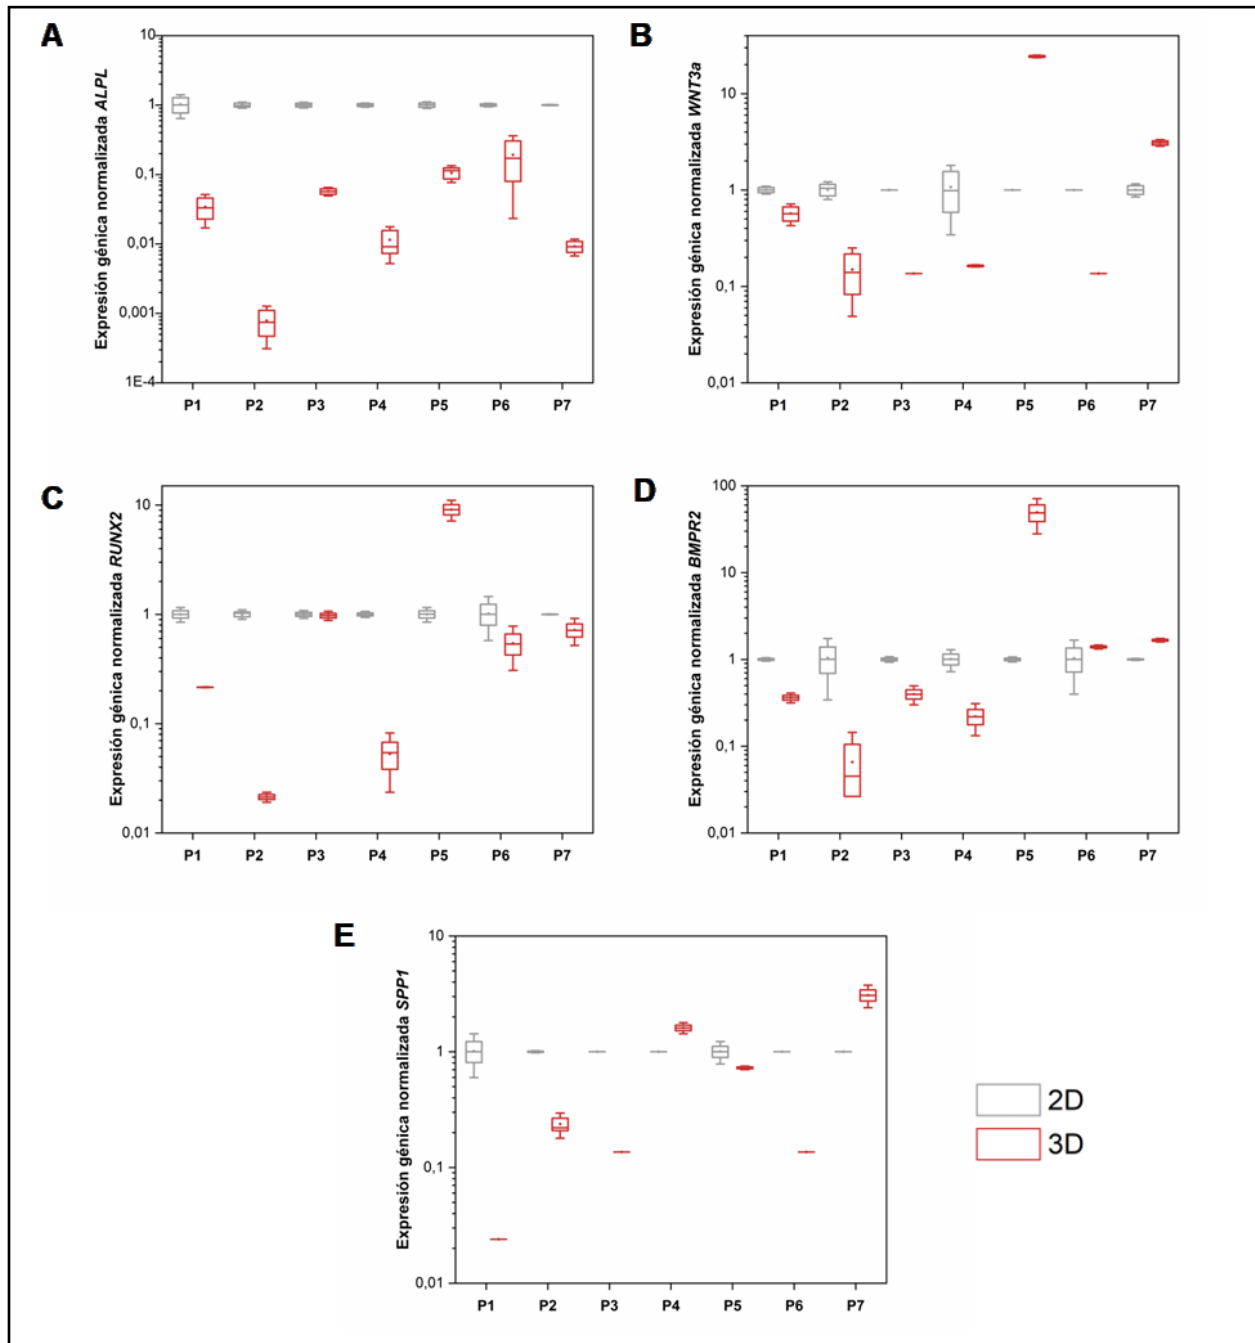 A
Expresión génica normalizada ALPL
10
1
0,1
0,01
0,001
1E-4
P1 P2 P3 P4 P5 P6 P7
B
Expresión génica normalizada WNT3a
10
1
0,1
0,01
P1 P2 P3 P4 P5 P6 P7
C
Expresión génica normalizada RUNX2
10
1
0,1
0,01
P1 P2 P3 P4 P5 P6 P7
D
Expresión génica normalizada BMPR2
100
10
1
0,1
0,01
P1 P2 P3 P4 P5 P6 P7
E
Expresión génica normalizada SPP1
10
1
0,1
0,01
P1 P2 P3 P4 P5 P6 P7
2D
3D